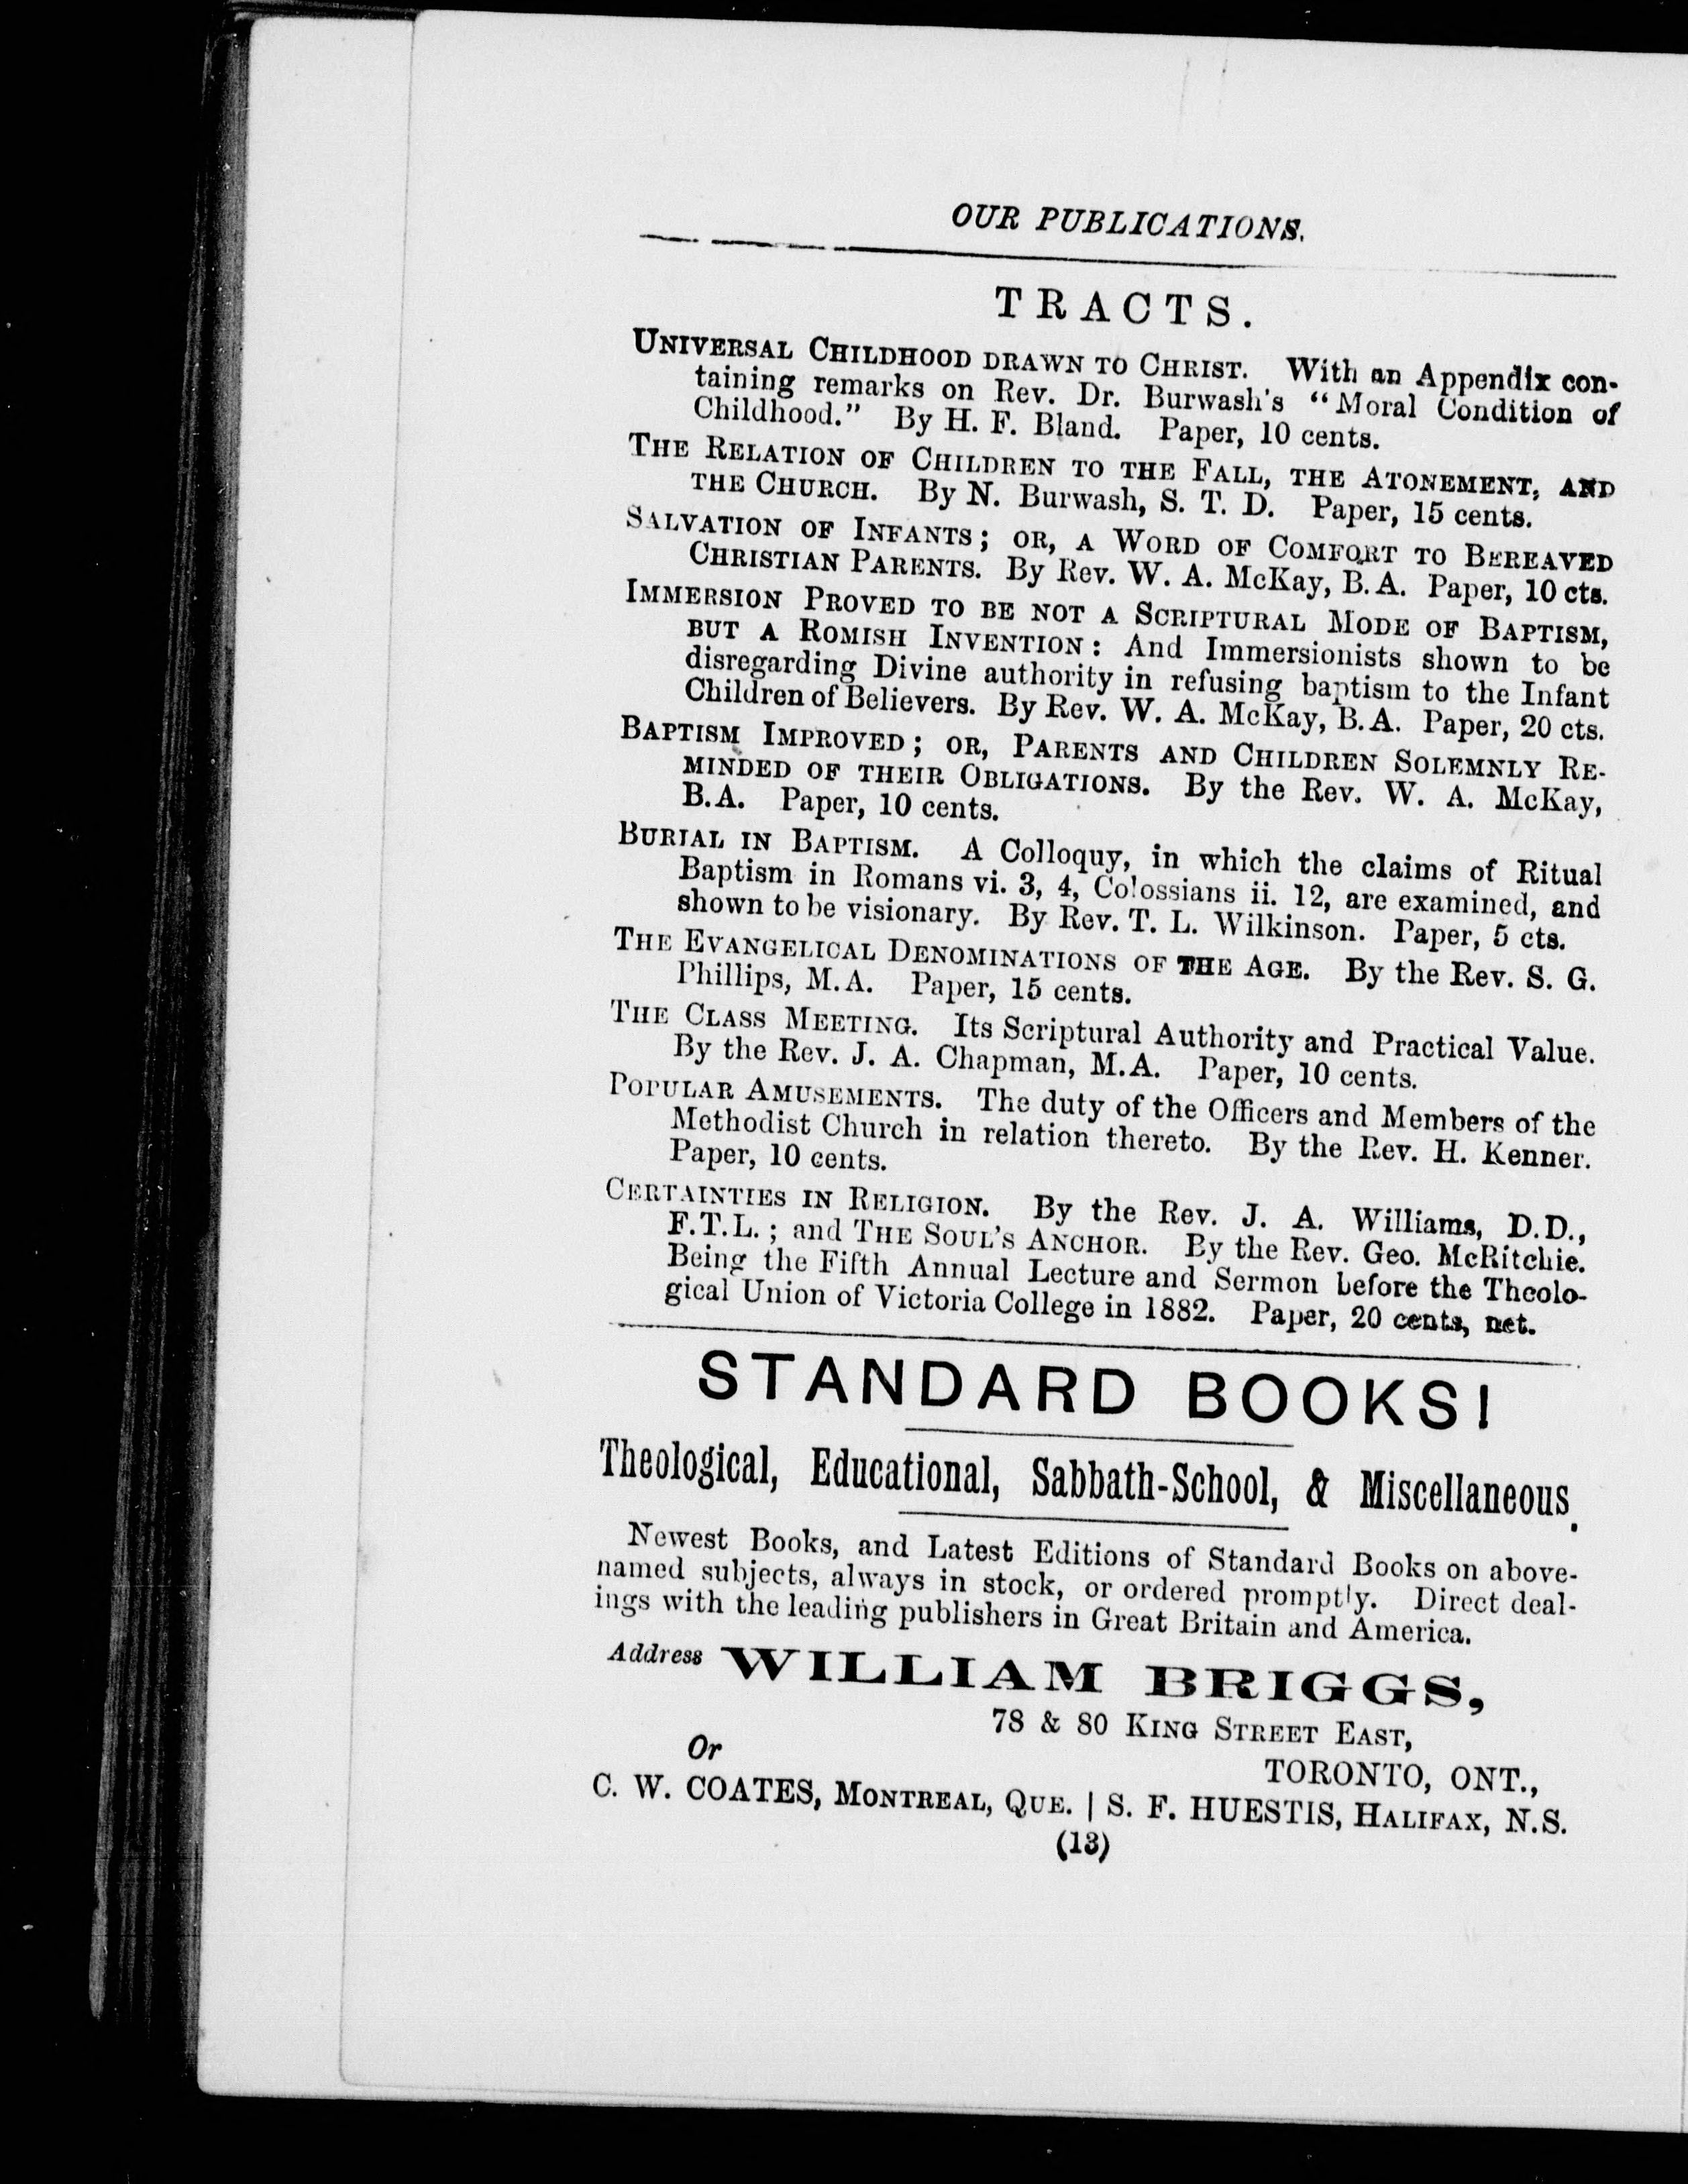 OUR PUBLICATIONS.
TRACTS.
UNIVERSAL CHILDHOOD DRAWN TO CHRIST. With an Appendix con-
taining remarks on Rev. Dr. Burwash's "Moral Condition of
Childhood." By H. F. Bland. Paper, 10 cents.
THE RELATION OF CHILDREN TO THE FALL, THE ATONEMENT, AND
THE CHURCH. By N. Burwash, S. T. D. Paper, 15 cents.
SALVATION OF INFANTS; OR, A WORD OF COMFORT TO BEREAVED
CHRISTIAN PARENTS. By Rev. W. A. McKay, B.A. Paper, 10 cts.
IMMERSION PROVED TO BE NOT A SCRIPTURAL MODE OF BAPTISM,
BUT A ROMISH INVENTION: And Immersionists shown to be
disregarding Divine authority in refusing baptism to the Infant
Children of Believers. By Rev. W. A. McKay, B.A. Paper, 20 cts.
BAPTISM IMPROVED; OR, PARENTS AND CHILDREN SOLEMNLY RE-
MINDED OF THEIR OBLIGATIONS. By the Rev. W. A. McKay,
B.A. Paper, 10 cents.
BURIAL IN BAPTISM. A Colloquy, in which the claims of Ritual
Baptism in Romans vi. 3, 4, Colossians ii. 12, are examined, and
shown to be visionary. By Rev. T. L. Wilkinson. Paper, 5 cts.
THE EVANGELICAL DENOMINATIONS OF THE AGE. By the Rev. S. G.
Phillips, M.A. Paper, 15 cents.
THE CLASS MEETING. Its Scriptural Authority and Practical Value.
By the Rev. J. A. Chapman, M.A. Paper, 10 cents.
POPULAR AMUSEMENTS. The duty of the Officers and Members of the
Methodist Church in relation thereto. By the Rev. H. Kenner.
Paper, 10 cents.
CERTAINTIES IN RELIGION. By the Rev. J. A. Williams, D.D.,
F.T.L.; and THE SOUL'S ANCHOR. By the Rev. Geo. McRitchie.
Being the Fifth Annual Lecture and Sermon before the Theolo-
gical Union of Victoria College in 1882. Paper, 20 cents, net.
STANDARD BOOKS!
Theological, Educational, Sabbath-School, & Miscellaneous.
Newest Books, and Latest Editions of Standard Books on above-
named subjects, always in stock, or ordered promptly. Direct deal-
ings with the leading publishers in Great Britain and America.
Address WILLIAM BRIGGS,
78 & 80 KING STREET EAST,
Or
TORONTO, ONT.,
C. W. COATES, MONTREAL, QUE. | S. F. HUESTIS, HALIFAX, N.S.
(13)